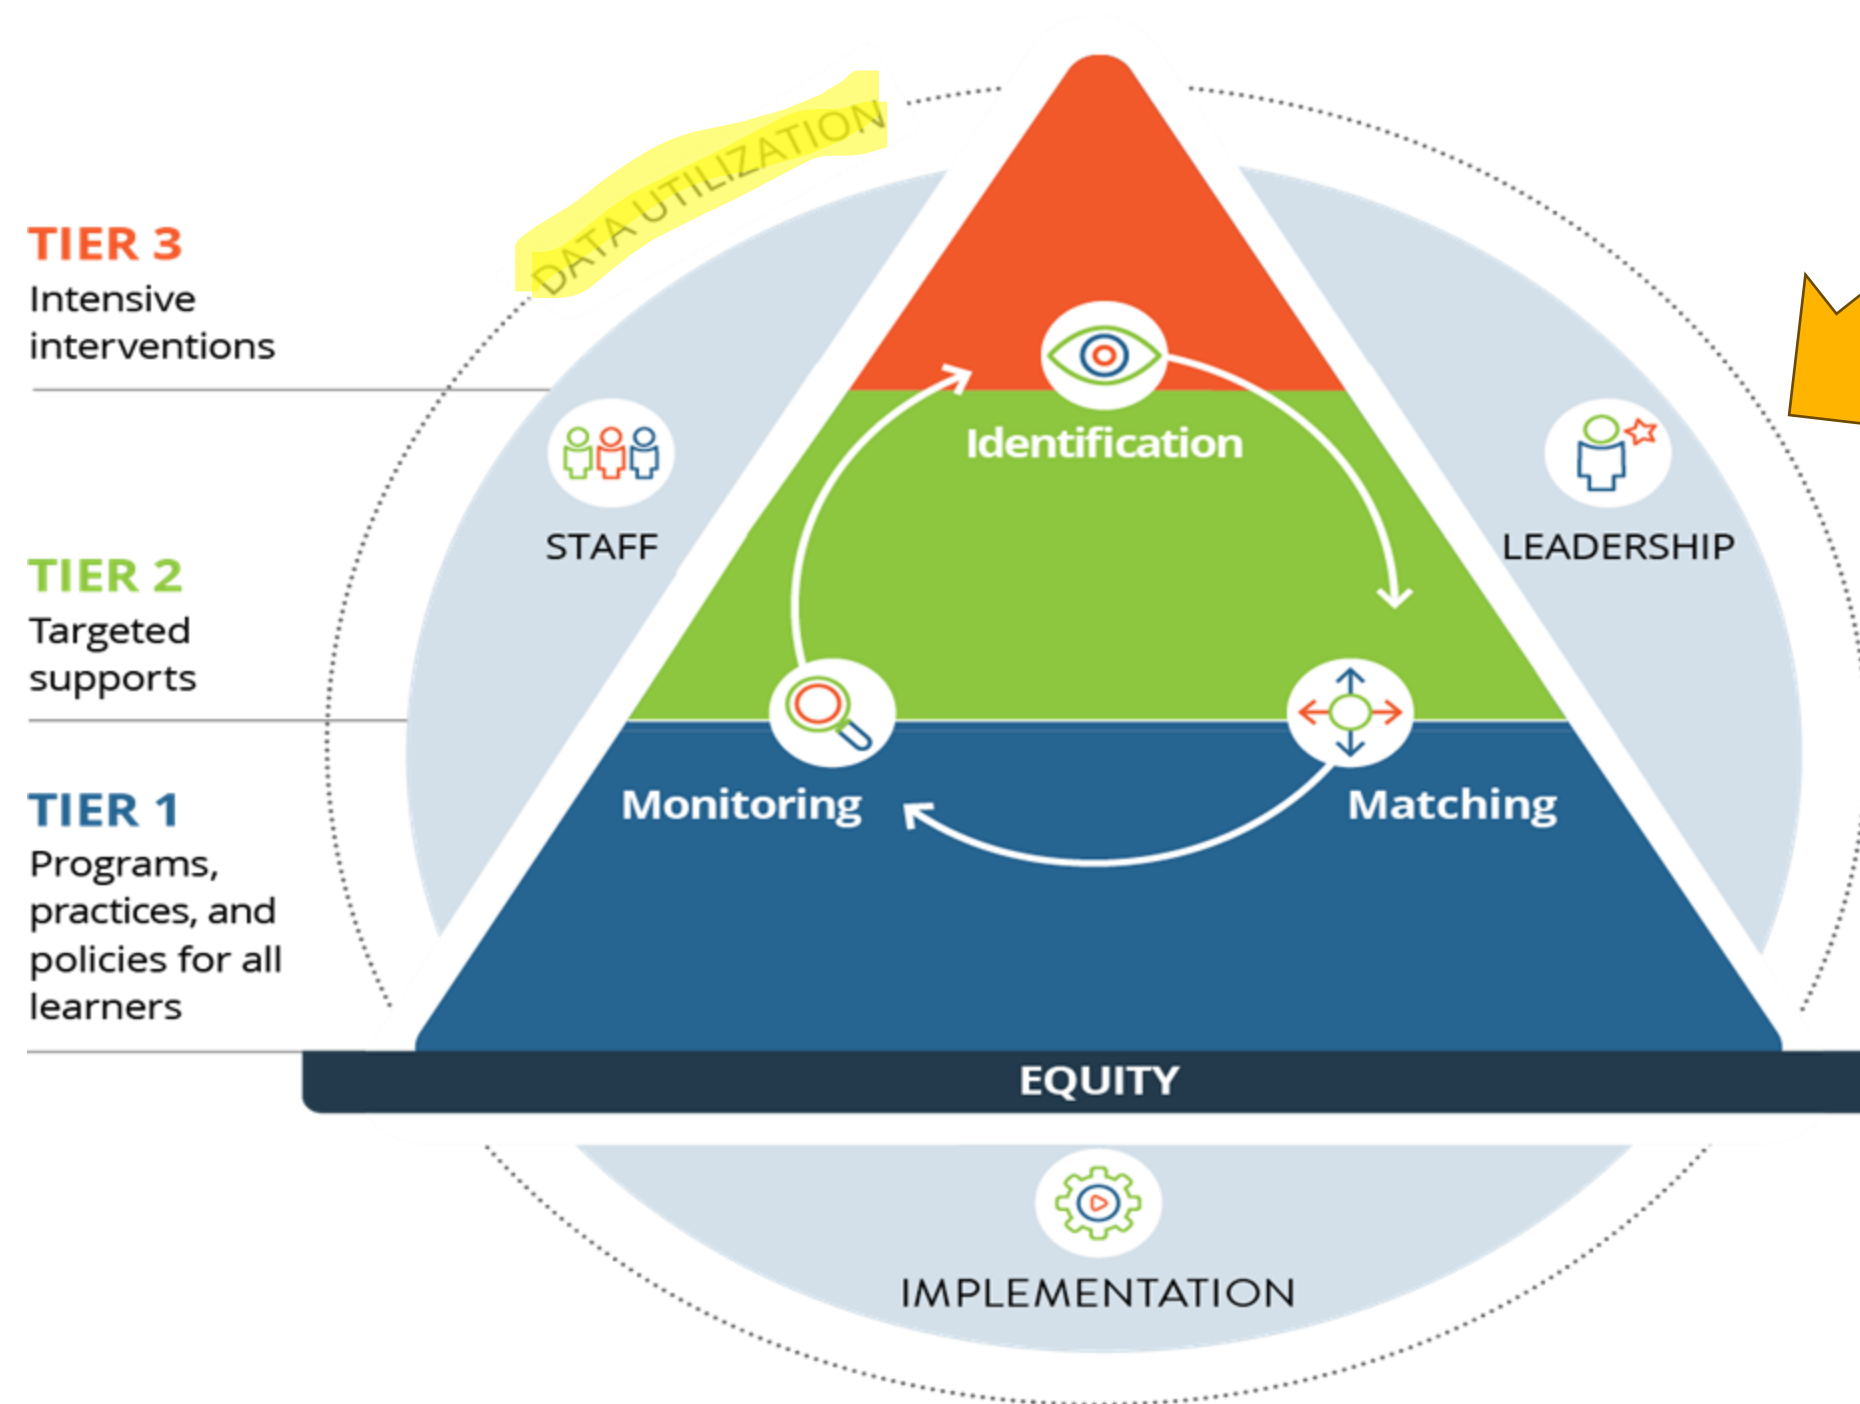 DATA UTILIZATION
TIER 3
Intensive
interventions
Identification
STAFF
LEADERSHIP
TIER 2
Targeted
supports
Monitoring
Matching
TIER 1
Programs,
practices, and
policies for all
learners
EQUITY
IMPLEMENTATION